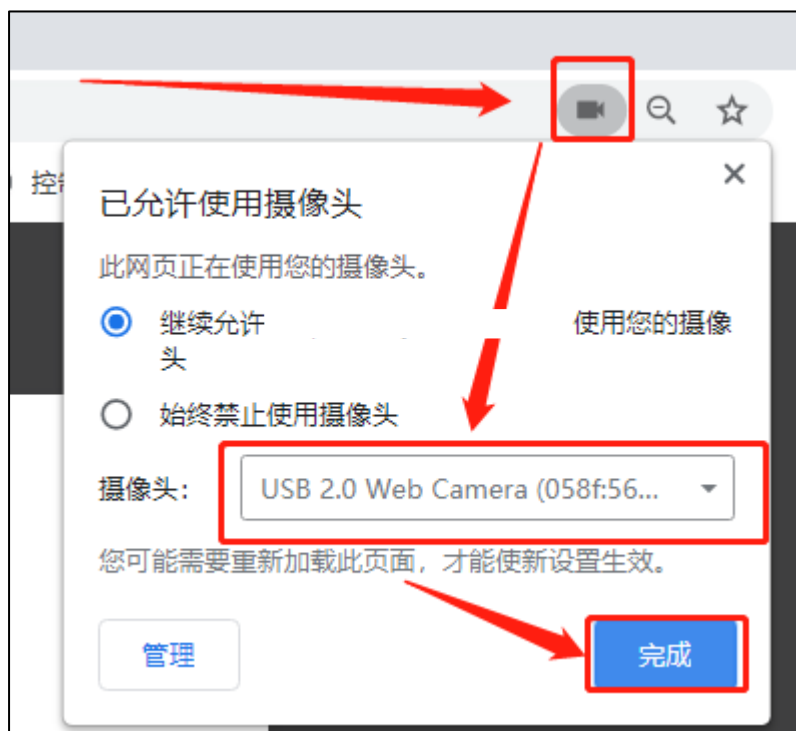 控
已允许使用摄像头
此网页正在使用您的摄像头。
继续允许 使用您的摄像
头
始终禁止使用摄像头
摄像头：
USB 2.0 Web Camera (058f:56...
您可能需要重新加载此页面，才能使新设置生效。
管理
完成